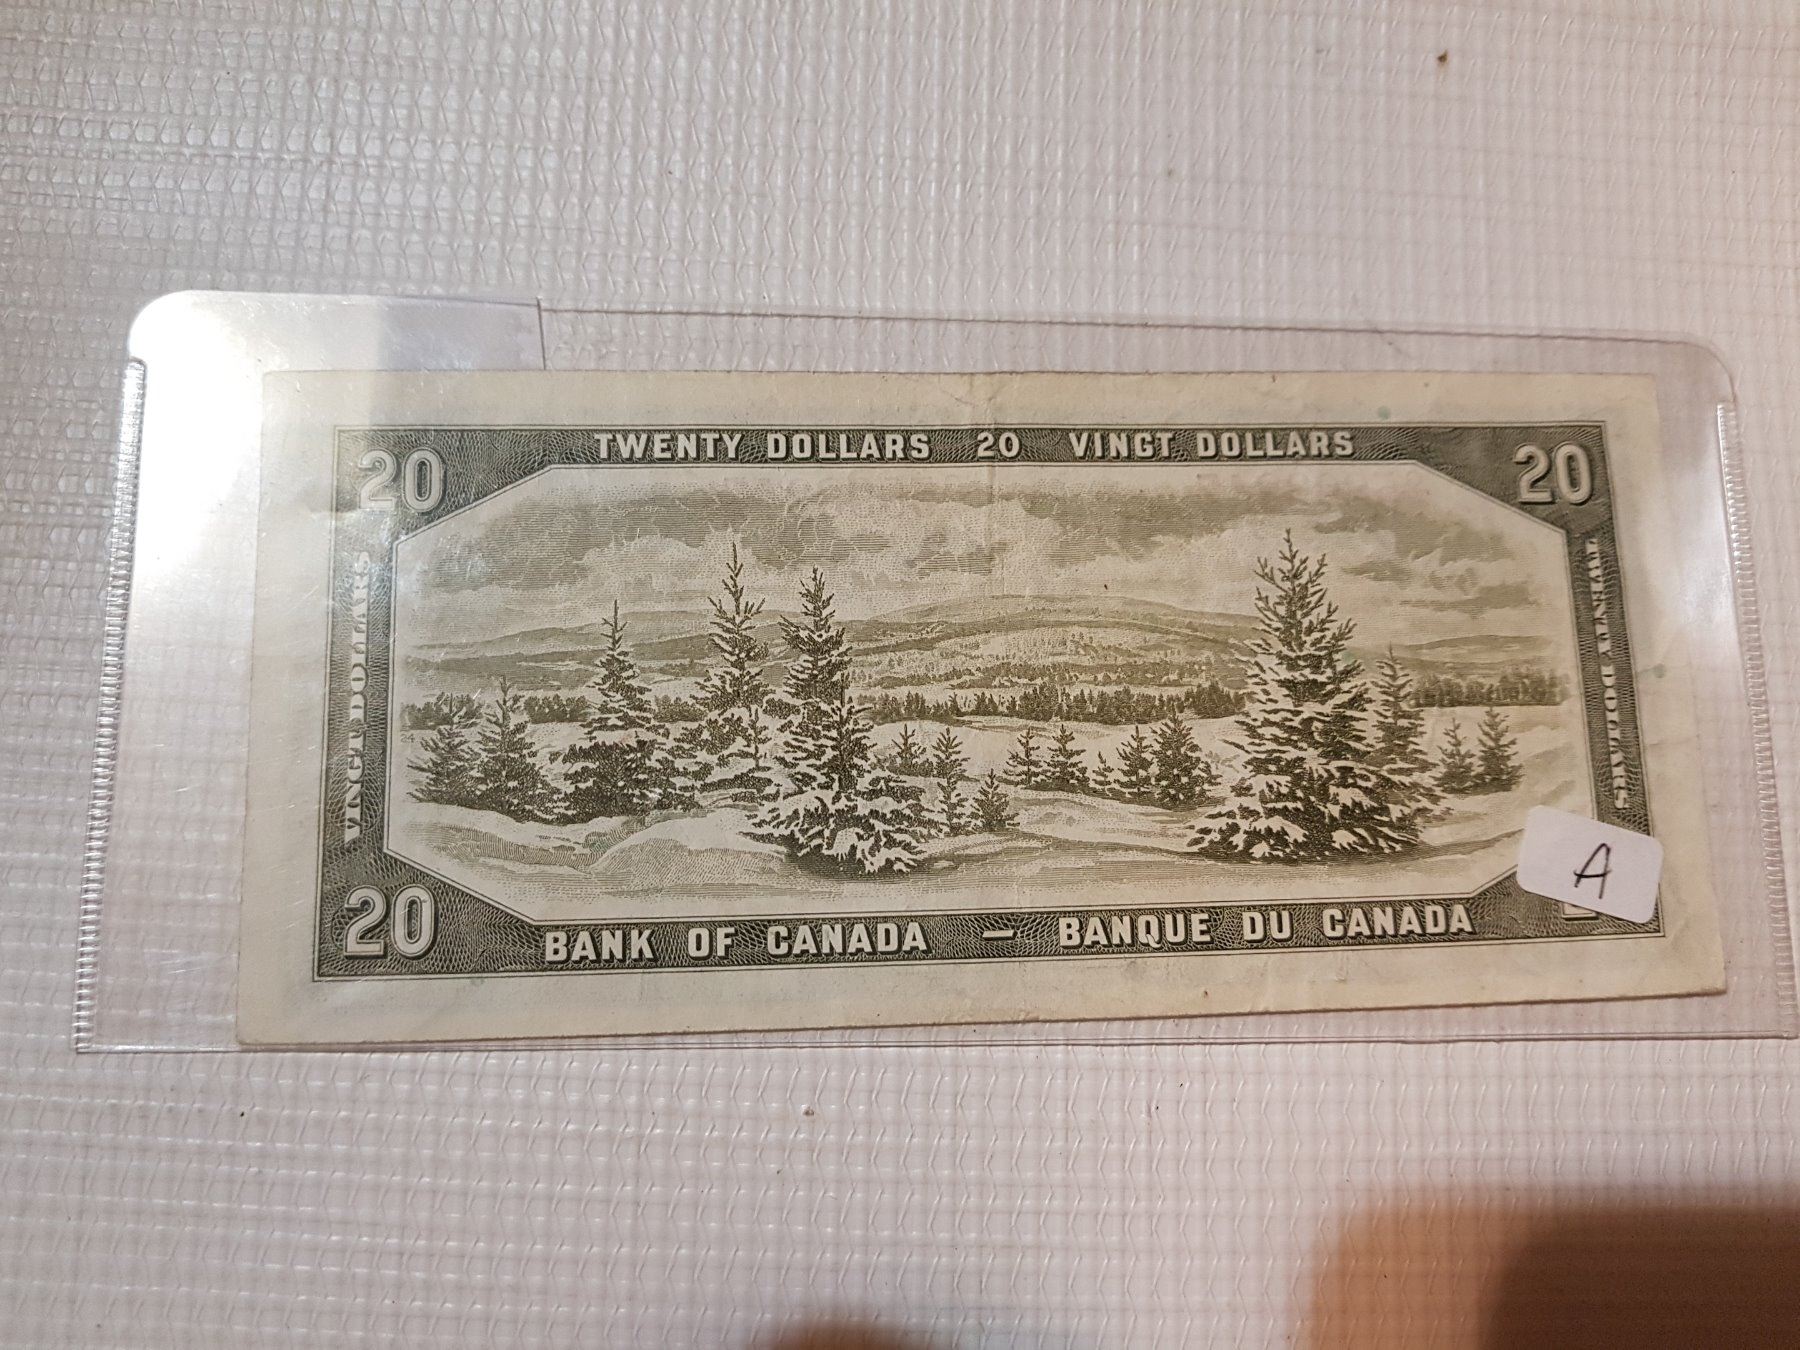 TWENTY DOLLARS 20 VINGT DOLLARS
20
20
VINGT DOLLARS
TWENTY DOLLARS
A
20
BANK OF CANADA — BANQUE DU CANADA